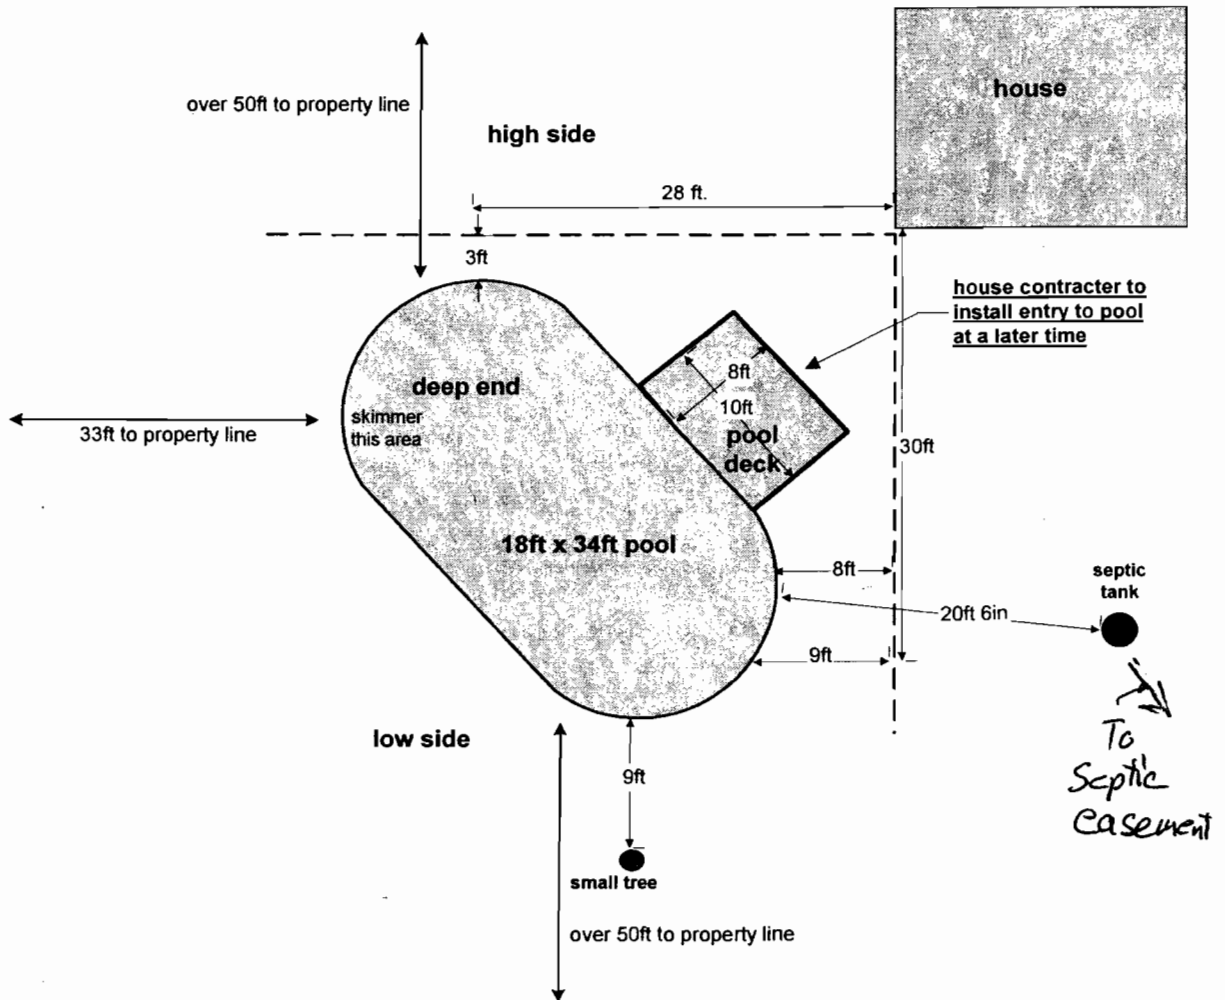 house
over 50ft to property line
high side
28 ft.
3ft
house contracter to
install entry to pool
at a later time
8ft
10ft
pool
deck
deep end
skimmer
this area
33ft to property line
30ft
18ft x 34ft pool
8ft
septic
tank
20ft 6in
9ft
low side
To
Septic
Easement
9ft
small tree
over 50ft to property line